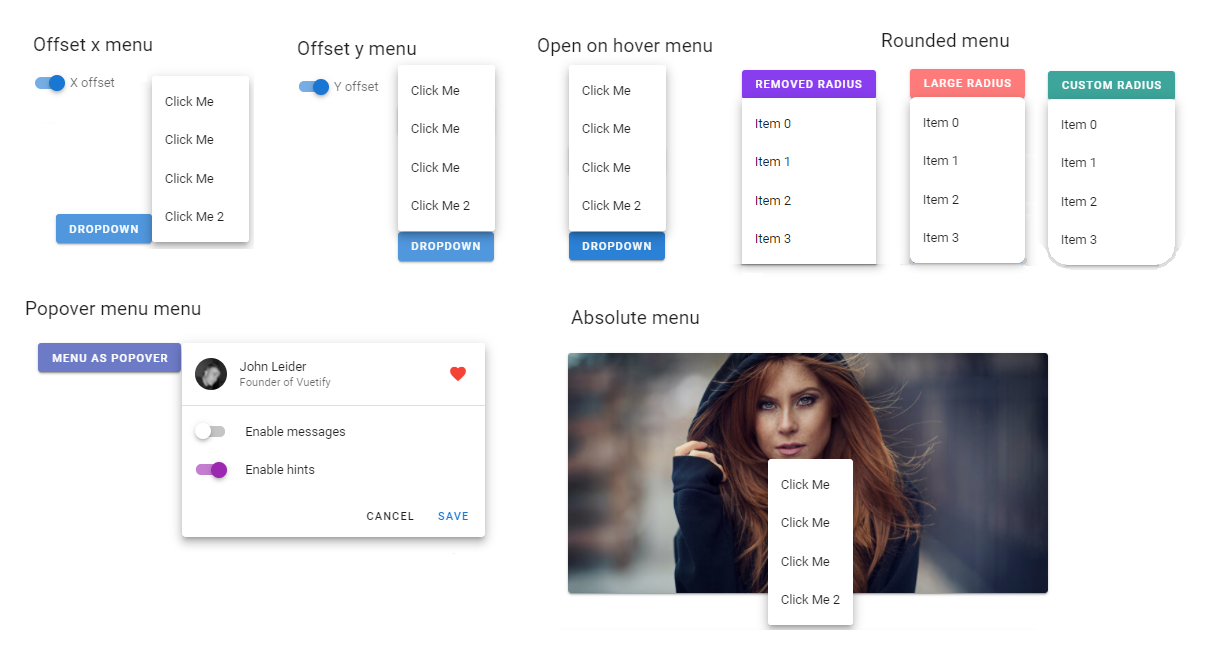 Offset x menu
X offset
Click Me
Click Me
Click Me
Click Me 2
DROPDOWN
Offset y menu
Y offset
Click Me
Click Me
Click Me
Click Me 2
DROPDOWN
Open on hover menu
Click Me
Click Me
Click Me
Click Me 2
DROPDOWN
Rounded menu
REMOVED RADIUS
Item 0
Item 1
Item 2
Item 3
LARGE RADIUS
Item 0
Item 1
Item 2
Item 3
CUSTOM RADIUS
Item 0
Item 1
Item 2
Item 3
Popover menu menu
MENU AS POPOVER
John Leider
Founder of Vuetify
Enable messages
Enable hints
CANCEL SAVE
Absolute menu
Click Me
Click Me
Click Me
Click Me 2